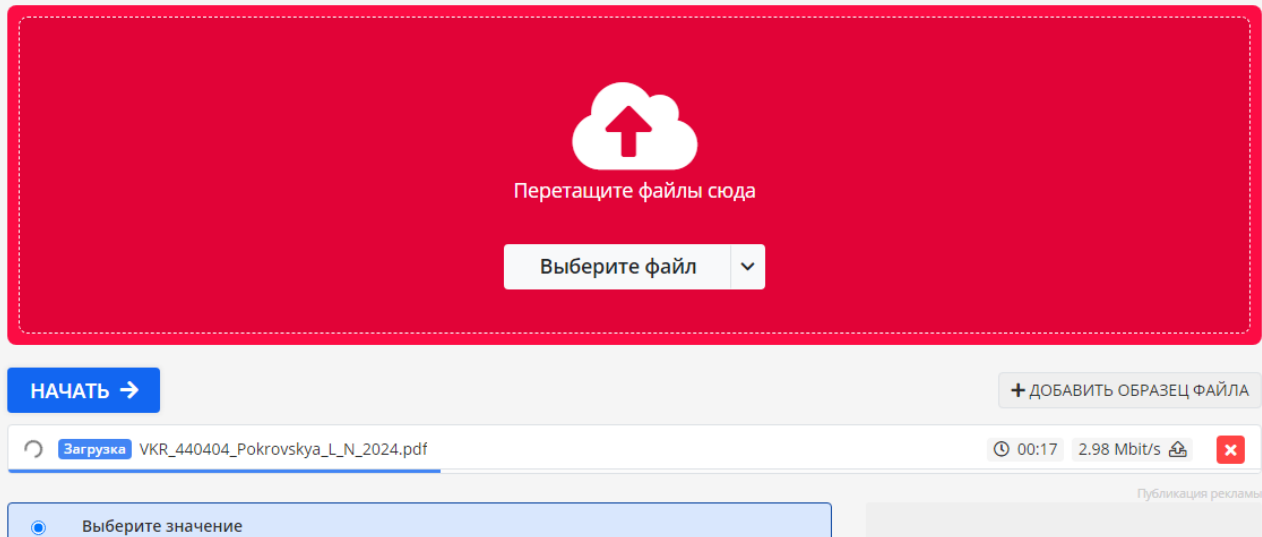 Перетащите файлы сюда
Выберите файл
НАЧАТЬ
+ ДОБАВИТЬ ОБРАЗЕЦ ФАЙЛА
Загрузка VKR_440404_Pokrovskya_L_N_2024.pdf 00:17 2.98 Mbit/s
Публикация рекламы
Выберите значение